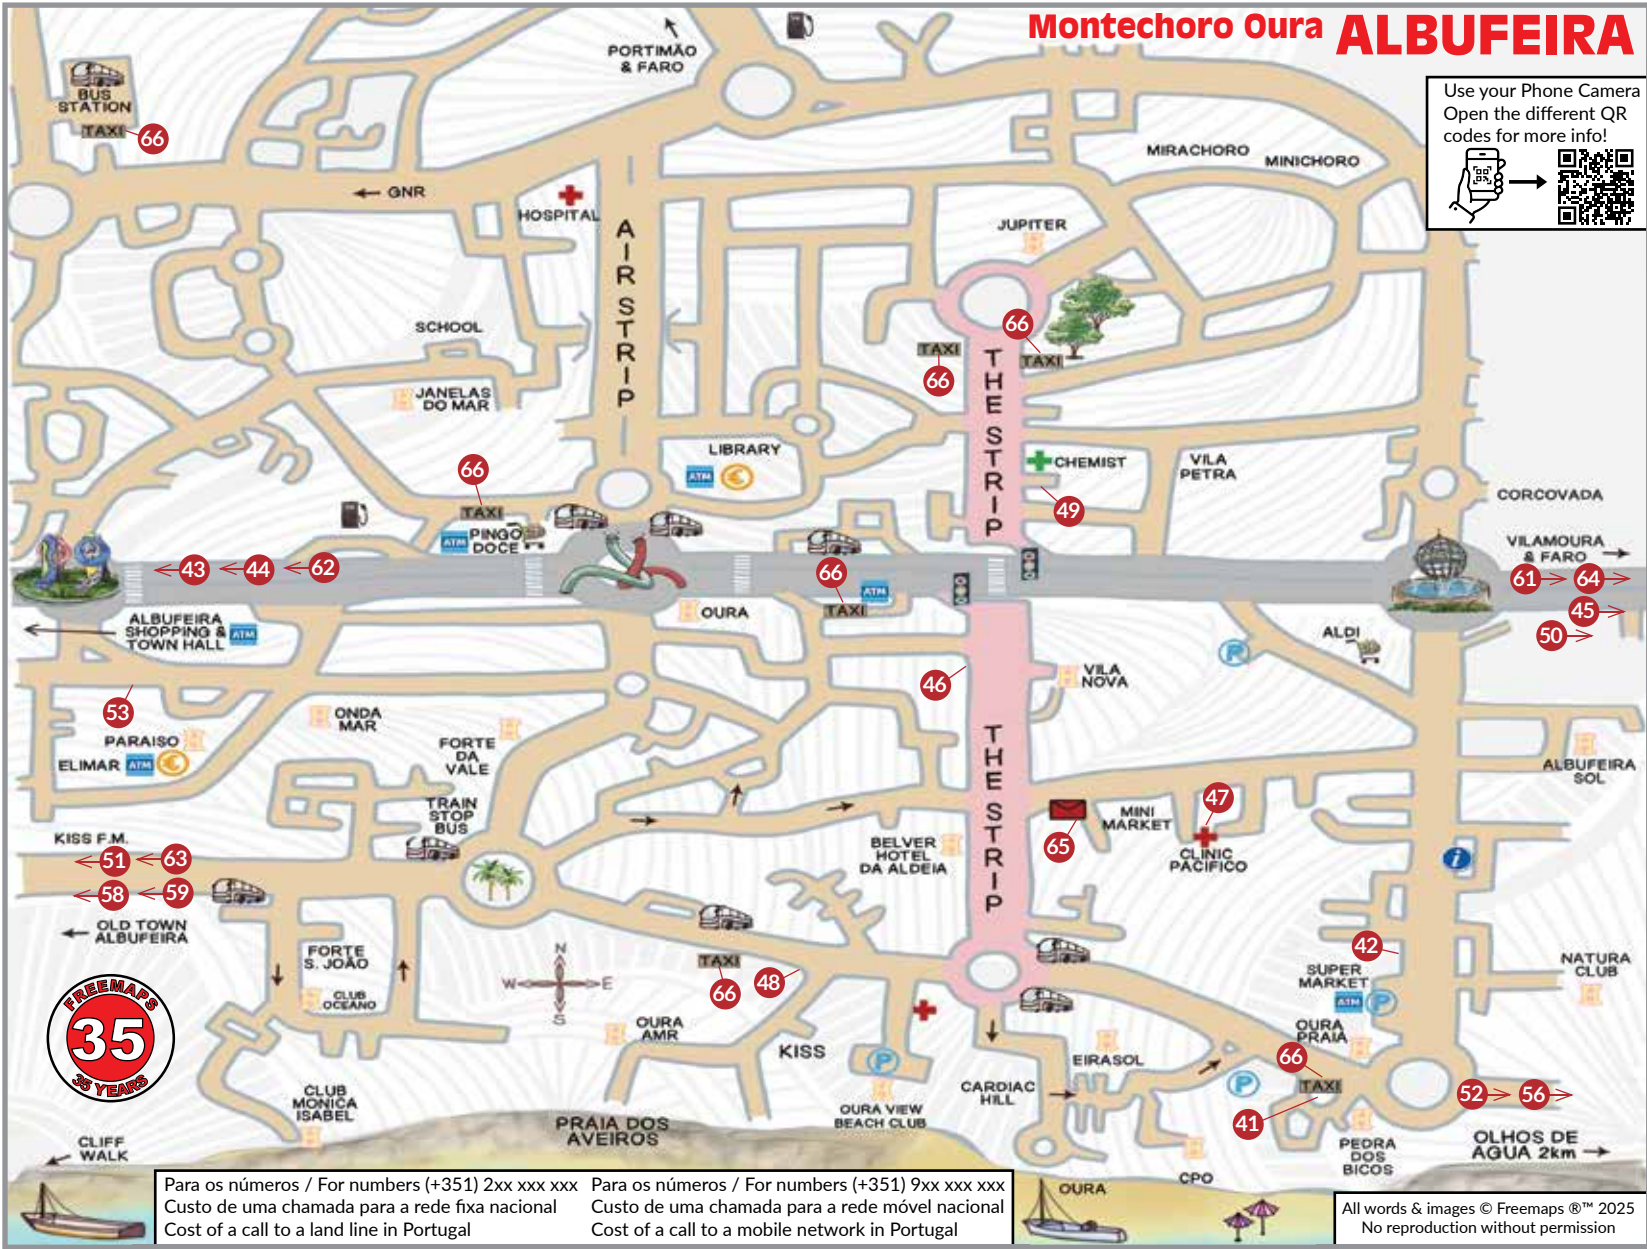 Montechoro Oura ALBUFEIRA
PORTIMÃO
& FARO
Use your Phone Camera
Open the different QR
codes for more info!
BUS
STATION
TAXI
66
MIRACHORO
MINICHORO
GNR
HOSPITAL
JUPITER
AIR STRIP
SCHOOL
66
TAXI
TAXI
66
THE STRIP
JANELAS
DO MAR
LIBRARY
ATM
CHEMIST
VILA
PETRA
66
TAXI
49
CORCOVADA
ATM
PINGO
DOCE
VILAMOURA
& FARO
43
44
62
66
ATM
TAXI
61
64
45
50
OURA
ALBUFEIRA
SHOPPING &
TOWN HALL
ATM
ALDI
P
46
VILA
NOVA
53
ONDA
MAR
PARAISO
ELIMAR
ATM
FORTE
DA
VALE
THE STRIP
ALBUFEIRA
SOL
TRAIN
STOP
BUS
47
MINI
MARKET
65
CLINIC
PACIFICO
KISS F.M.
51
63
58
59
BELVER
HOTEL
DA ALDEIA
i
OLD TOWN
ALBUFEIRA
FORTE
S. JOÃO
CLUB
OCEANO
N
W
E
S
TAXI
66
48
42
SUPER
MARKET
ATM
P
NATURA
CLUB
FREEMAPS
35
35 YEARS
OURA
AMR
KISS
P
OURA
PRAIA
EIRASOL
66
TAXI
P
41
52
56
CLUB
MONICA
ISABEL
CARDIAC
HILL
OURA VIEW
BEACH CLUB
PRAIA DOS
AVEIROS
PEDRA
DOS
BICOS
OLHOS DE
AGUA 2km
CLIFF
WALK
CPO
OURA
Para os números / For numbers (+351) 2xx xxx xxx
Custo de uma chamada para a rede fixa nacional
Cost of a call to a land line in Portugal
Para os números / For numbers (+351) 9xx xxx xxx
Custo de uma chamada para a rede móvel nacional
Cost of a call to a mobile network in Portugal
All words & images © Freemaps ®™ 2025
No reproduction without permission